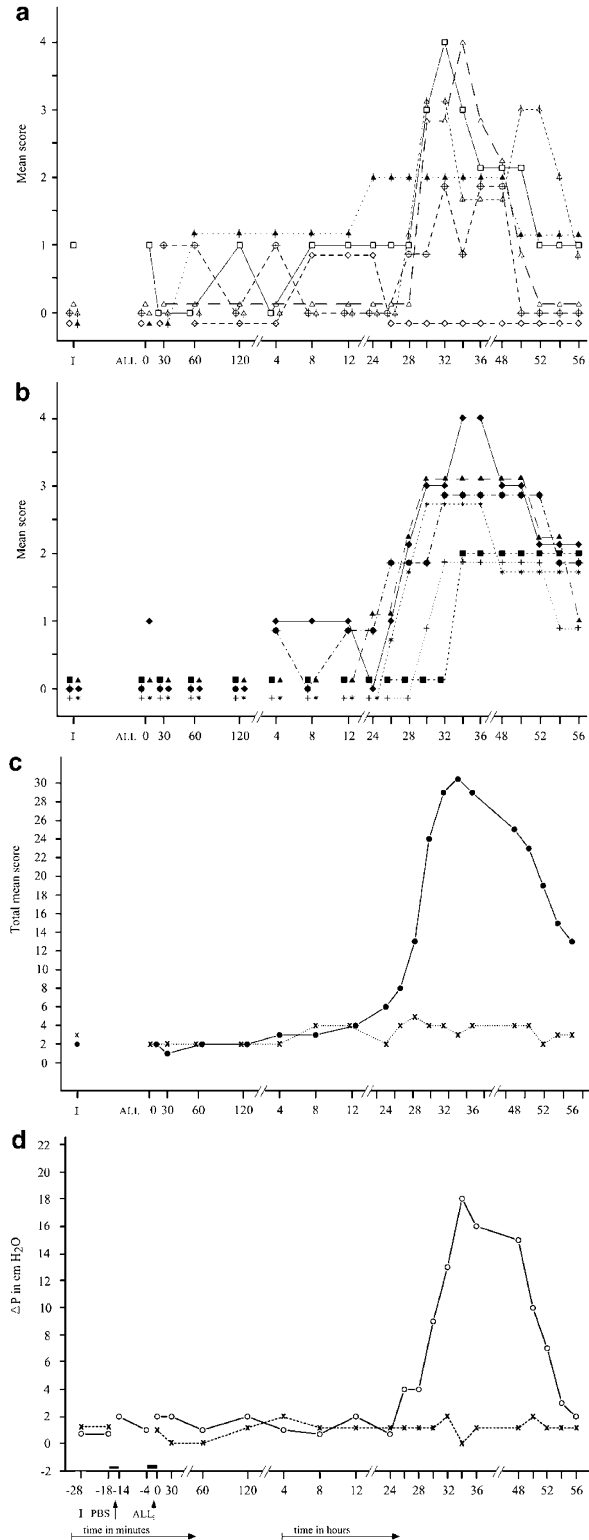 a
Mean score
4
3
2
1
0
I ALL 0 30 60 120 4 8 12 24 28 32 36 48 52 56
b
Mean score
4
3
2
1
0
I ALL 0 30 60 120 4 8 12 24 28 32 36 48 52 56
c
Total mean score
30
28
26
24
22
20
18
16
14
12
10
8
6
4
2
0
I ALL 0 30 60 120 4 8 12 24 28 32 36 48 52 56
d
△P in cm H₂O
22
20
18
16
14
12
10
8
6
4
2
0
-2
-28 -18 -14 -4 0 30 60 120 4 8 12 24 28 32 36 48 52 56
I PBS ALL
time in minutes time in hours